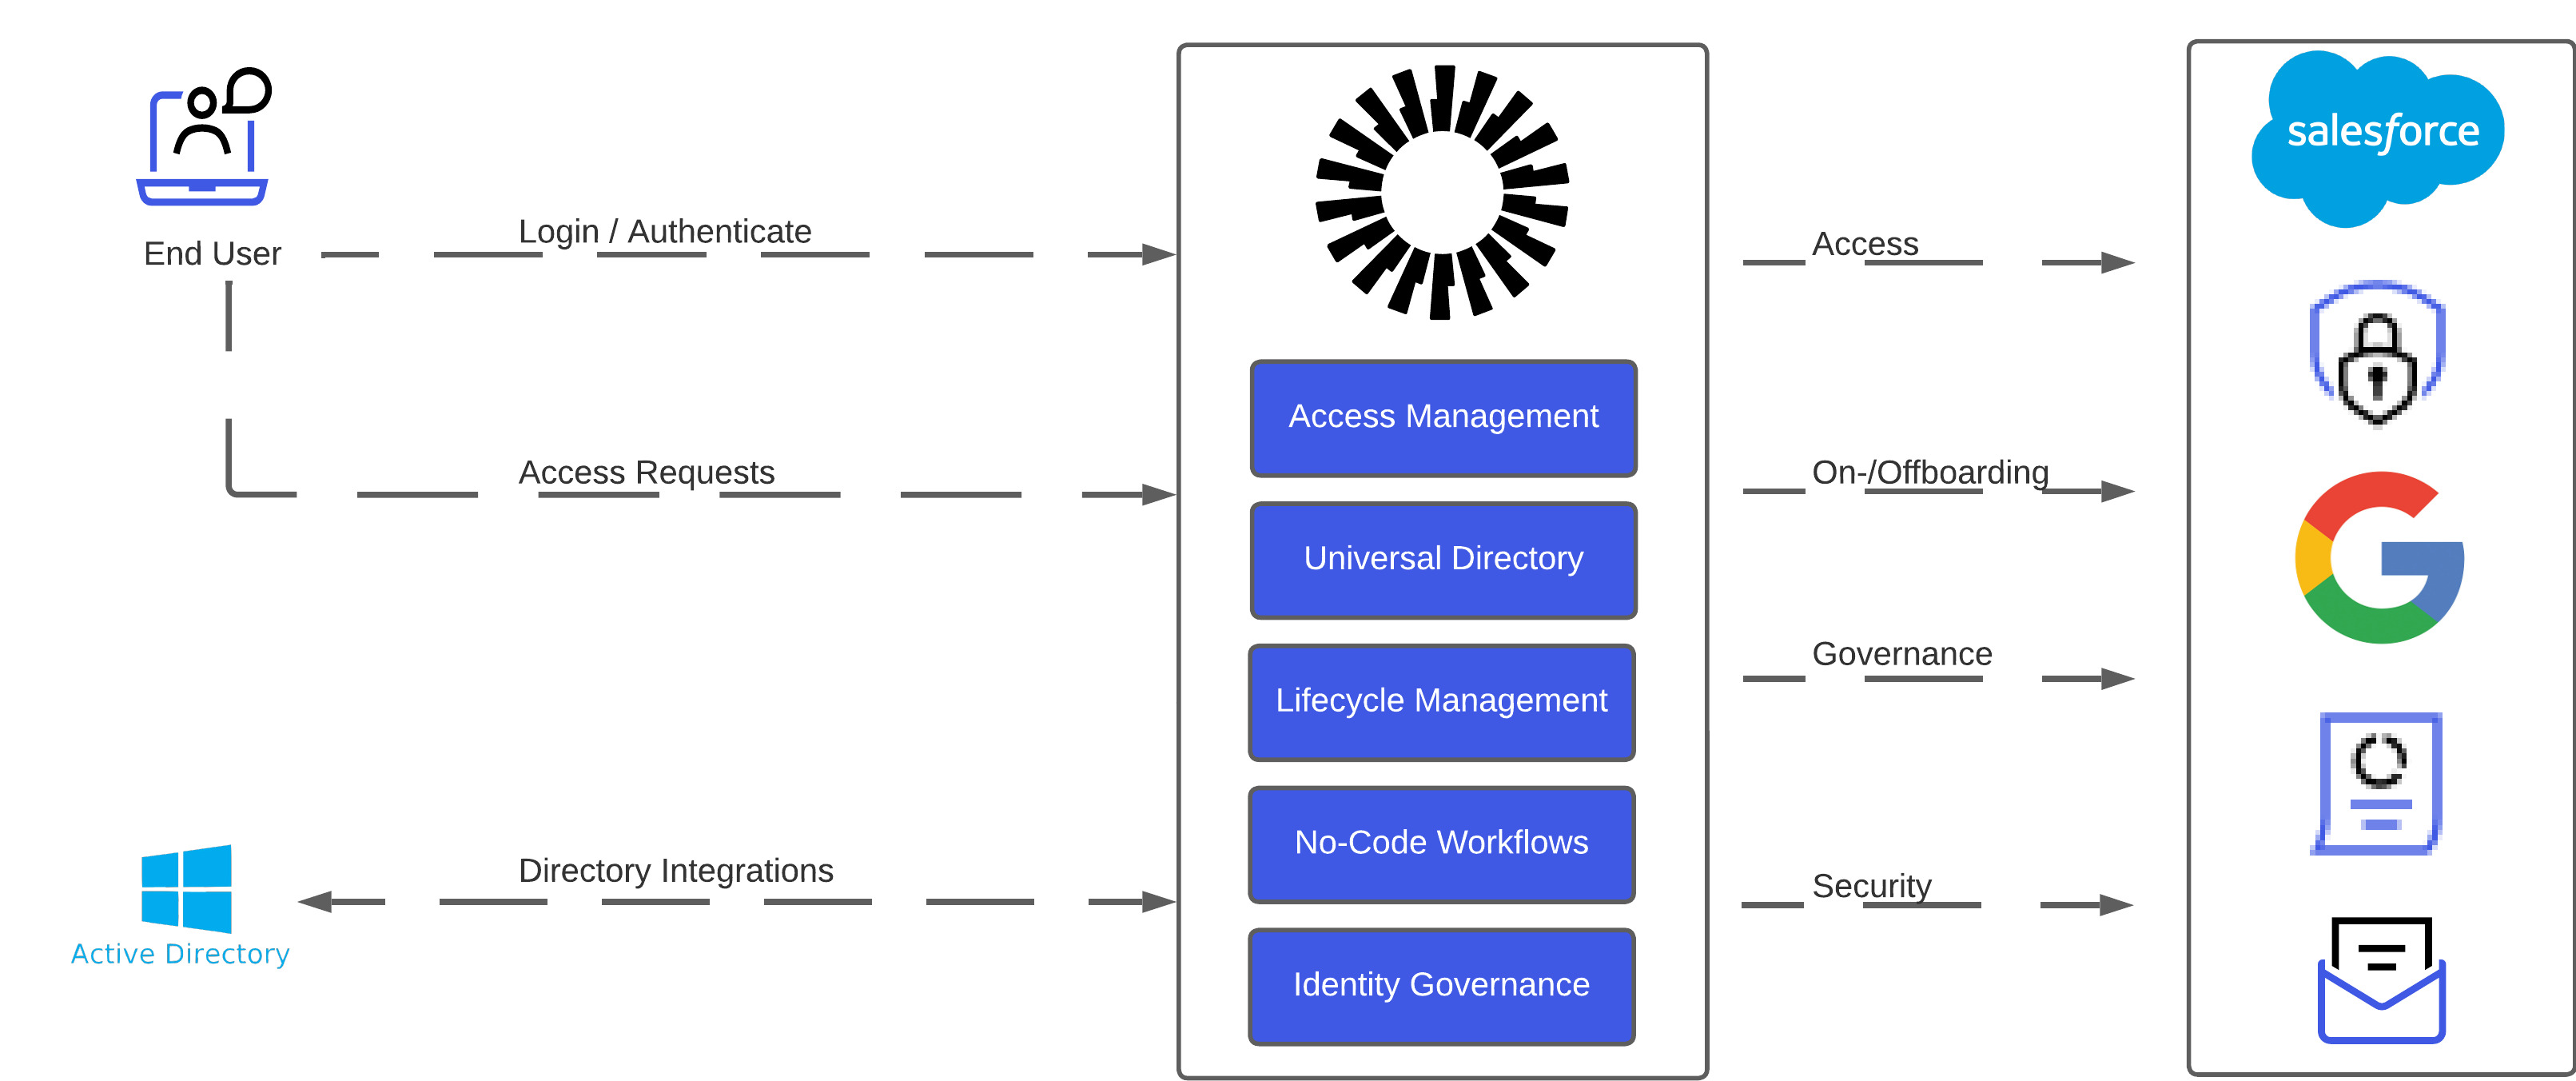 End User
Login / Authenticate
Access Requests
Directory Integrations
Active Directory
Access Management
Universal Directory
Lifecycle Management
No-Code Workflows
Identity Governance
Access
On-/Offboarding
Governance
Security
salesforce